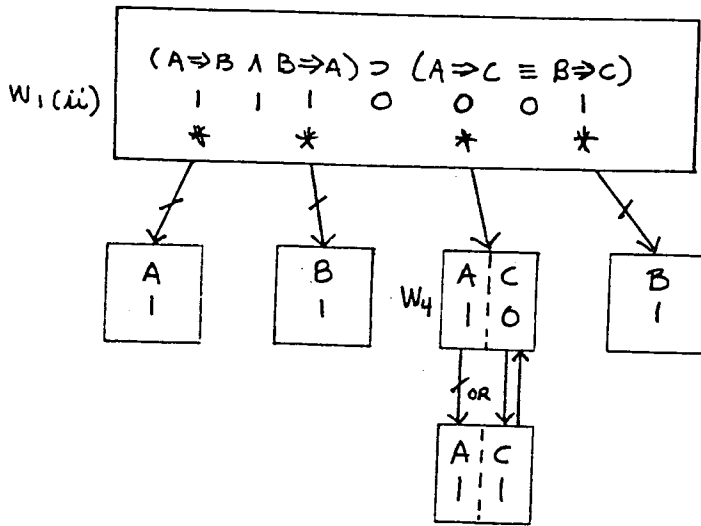 (A⇒B ∧ B⇒A) ⊃ (A⇒C ≡ B⇒C)
W₁(ii) 1 1 1 0 0 0 1
* * * *
A B A C B
1 1 W₄ 1 0 1
OR
A C
1 1